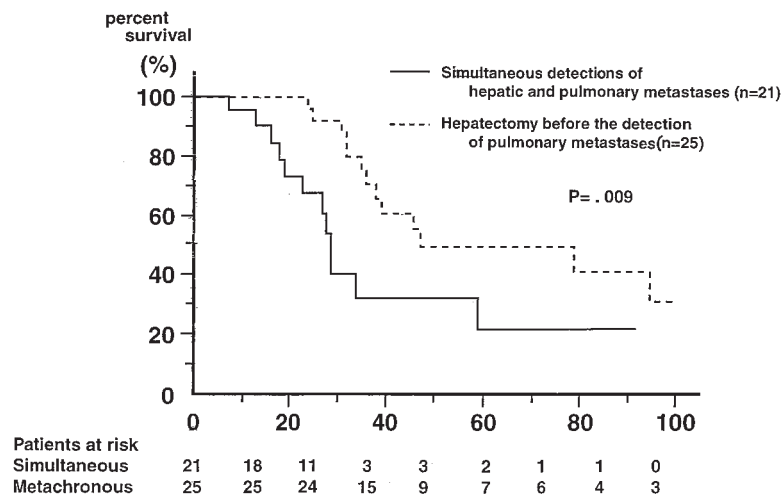 percent
survival
(%)
Simultaneous detections of
hepatic and pulmonary metastases (n=21)
Hepatectomy before the detection
of pulmonary metastases(n=25)
P= . 009
100
80
60
40
20
0
0 20 40 60 80 100
Patients at risk
Simultaneous 21 18 11 3 3 2 1 1 0
Metachronous 25 25 24 15 9 7 6 4 3